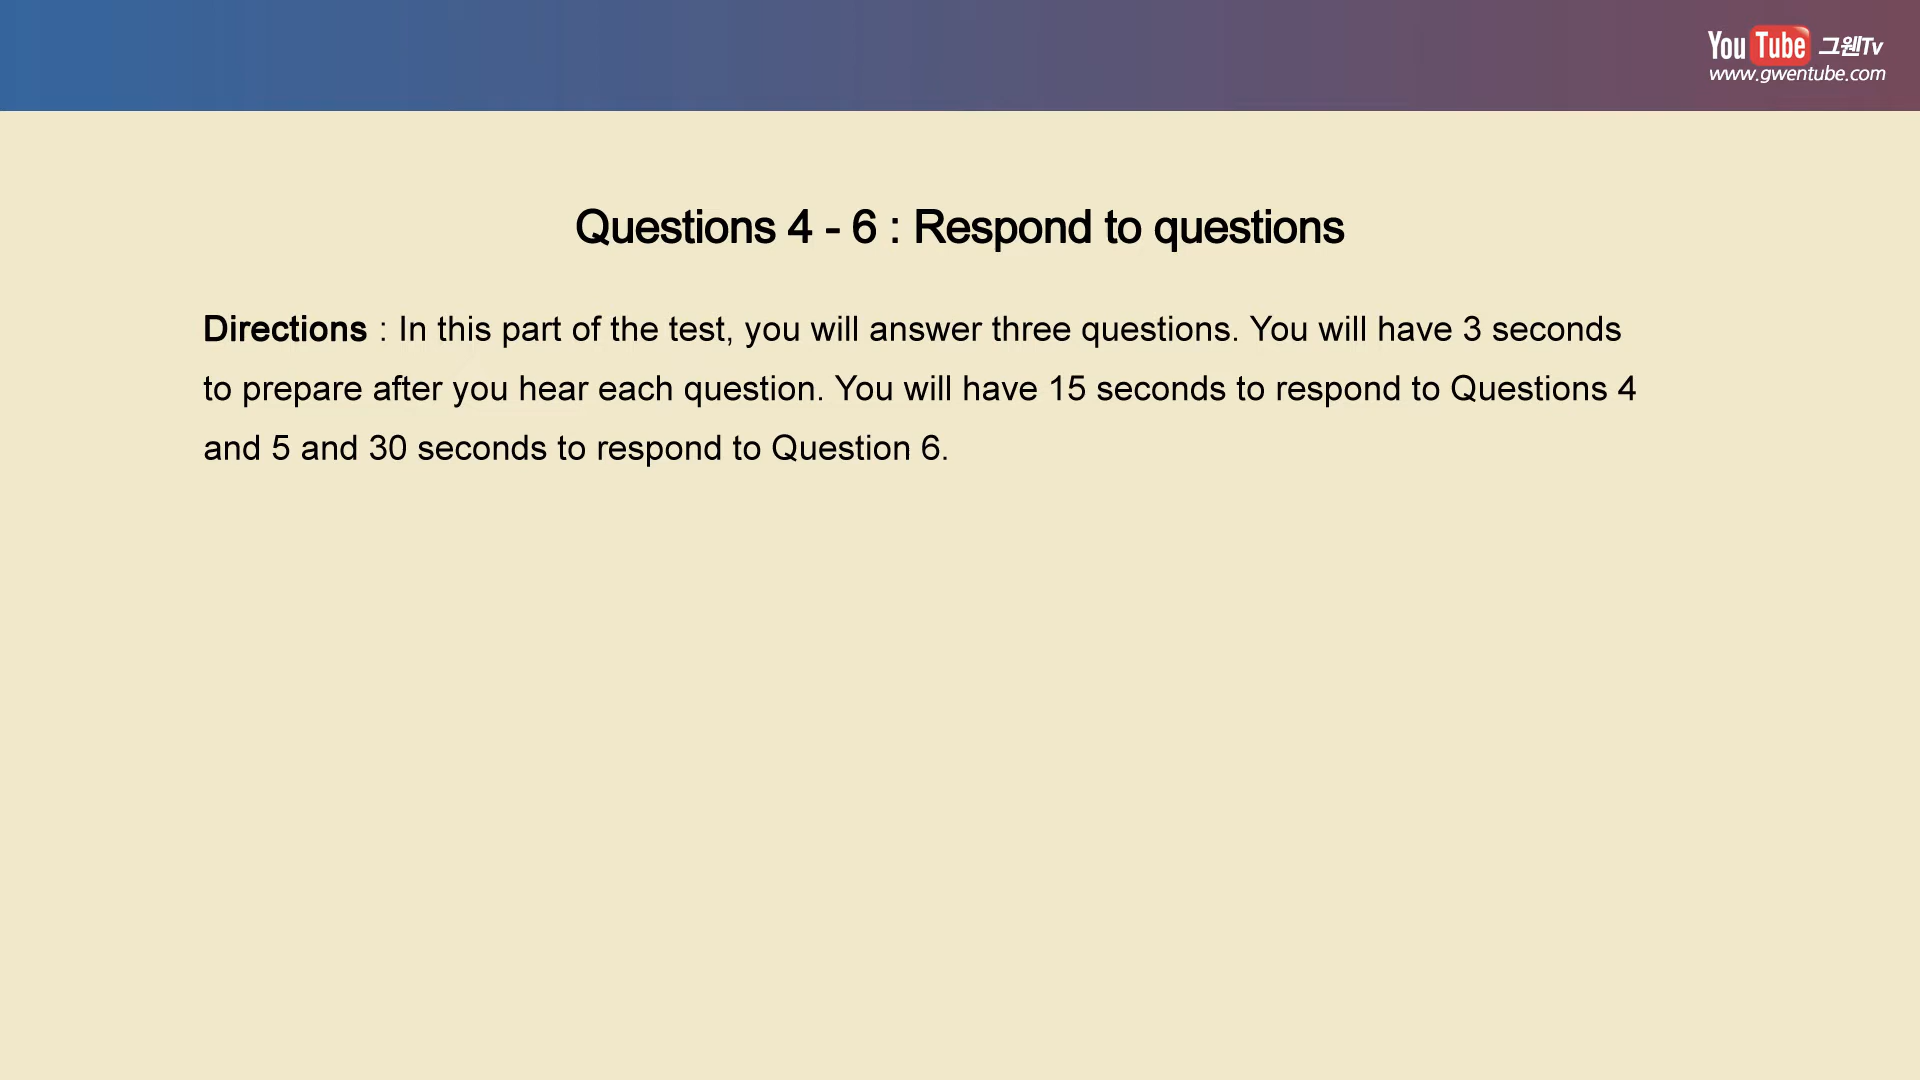 YouTube 그웬Tv
www.gwentube.com
Questions 4 - 6 : Respond to questions
Directions : In this part of the test, you will answer three questions. You will have 3 seconds
to prepare after you hear each question. You will have 15 seconds to respond to Questions 4
and 5 and 30 seconds to respond to Question 6.